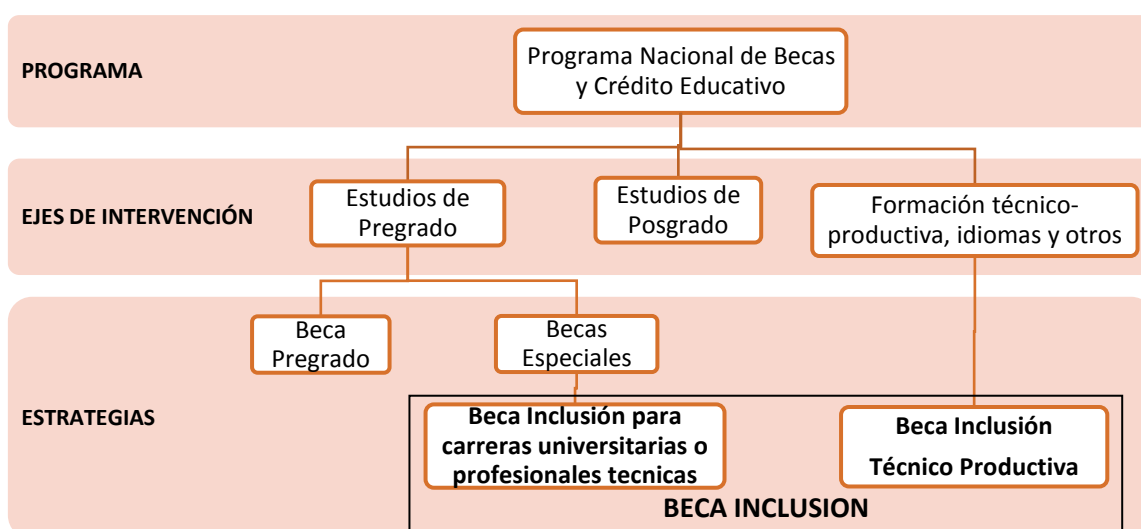 PROGRAMA
Programa Nacional de Becas
y Crédito Educativo
EJES DE INTERVENCIÓN
Estudios de
Pregrado
Estudios de
Posgrado
Formación técnico-
productiva, idiomas y otros
ESTRATEGIAS
Beca
Pregrado
Becas
Especiales
Beca Inclusión para
carreras universitarias o
profesionales tecnicas
Beca Inclusión
Técnico Productiva
BECA INCLUSION